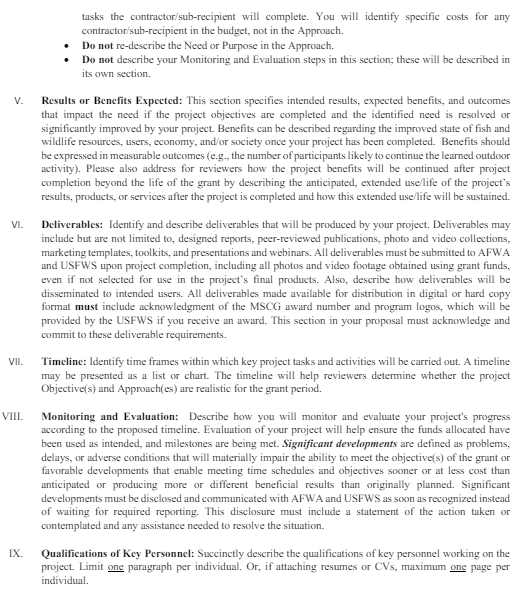 tasks the contractor/sub-recipient will complete. You will identify specific costs for any
contractor/sub-recipient in the budget, not in the Approach.
• Do not re-describe the Need or Purpose in the Approach.
• Do not describe your Monitoring and Evaluation steps in this section; these will be described in
its own section.
V. Results or Benefits Expected: This section specifies intended results, expected benefits, and outcomes
that impact the need if the project objectives are completed and the identified need is resolved or
significantly improved by your project. Benefits can be described regarding the improved state of fish and
wildlife resources, users, economy, and/or society once your project has been completed. Benefits should
be expressed in measurable outcomes (e.g., the number of participants likely to continue the learned outdoor
activity). Please also address for reviewers how the project benefits will be continued after project
completion beyond the life of the grant by describing the anticipated, extended use/life of the project's
results, products, or services after the project is completed and how this extended use/life will be sustained.
VI. Deliverables: Identify and describe deliverables that will be produced by your project. Deliverables may
include but are not limited to, designed reports, peer-reviewed publications, photo and video collections,
marketing templates, toolkits, and presentations and webinars. All deliverables must be submitted to AFWA
and USFWS upon project completion, including all photos and video footage obtained using grant funds,
even if not selected for use in the project's final products. Also, describe how deliverables will be
disseminated to intended users. All deliverables made available for distribution in digital or hard copy
format must include acknowledgment of the MSCG award number and program logos, which will be
provided by the USFWS if you receive an award. This section in your proposal must acknowledge and
commit to these deliverable requirements.
VII. Timeline: Identify time frames within which key project tasks and activities will be carried out. A timeline
may be presented as a list or chart. The timeline will help reviewers determine whether the project
Objective(s) and Approach(es) are realistic for the grant period.
VIII. Monitoring and Evaluation: Describe how you will monitor and evaluate your project's progress
according to the proposed timeline. Evaluation of your project will help ensure the funds allocated have
been used as intended, and milestones are being met. Significant developments are defined as problems,
delays, or adverse conditions that will materially impair the ability to meet the objective(s) of the grant or
favorable developments that enable meeting time schedules and objectives sooner or at less cost than
anticipated or producing more or different beneficial results than originally planned. Significant
developments must be disclosed and communicated with AFWA and USFWS as soon as recognized instead
of waiting for required reporting. This disclosure must include a statement of the action taken or
contemplated and any assistance needed to resolve the situation.
IX. Qualifications of Key Personnel: Succinctly describe the qualifications of key personnel working on the
project. Limit one paragraph per individual. Or, if attaching resumes or CVs, maximum one page per
individual.